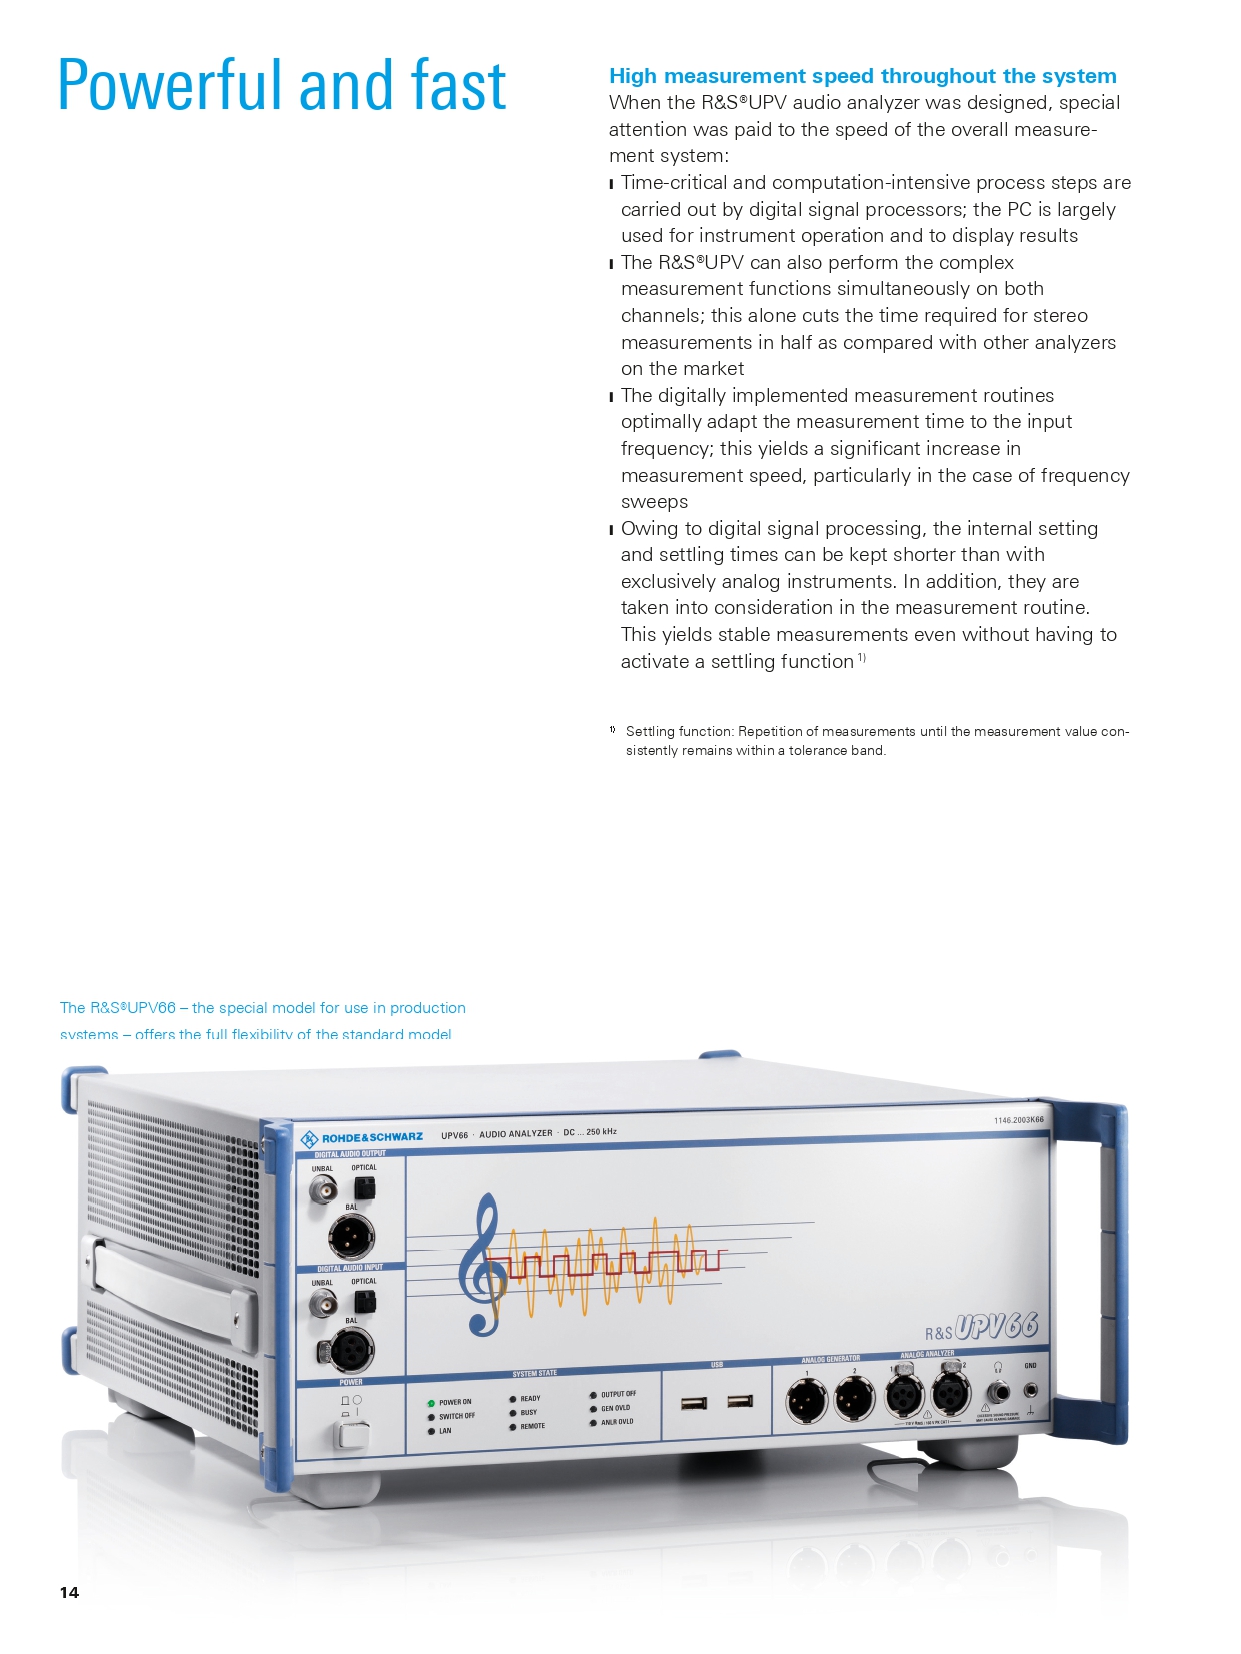 Powerful and fast
High measurement speed throughout the system
When the R&S®UPV audio analyzer was designed, special
attention was paid to the speed of the overall measure-
ment system:
Time-critical and computation-intensive process steps are
carried out by digital signal processors; the PC is largely
used for instrument operation and to display results
The R&S®UPV can also perform the complex
measurement functions simultaneously on both
channels; this alone cuts the time required for stereo
measurements in half as compared with other analyzers
on the market
The digitally implemented measurement routines
optimally adapt the measurement time to the input
frequency; this yields a significant increase in
measurement speed, particularly in the case of frequency
sweeps
Owing to digital signal processing, the internal setting
and settling times can be kept shorter than with
exclusively analog instruments. In addition, they are
taken into consideration in the measurement routine.
This yields stable measurements even without having to
activate a settling function 1)
1) Settling function: Repetition of measurements until the measurement value con-
sistently remains within a tolerance band.
The R&S®UPV66 – the special model for use in production
systems – offers the full flexibility of the standard model
ROHDE & SCHWARZ UPV66 · AUDIO ANALYZER · DC ... 250 kHz 1146.2003K66
DIGITAL AUDIO OUTPUT
UNBAL OPTICAL
BAL
DIGITAL AUDIO INPUT
UNBAL OPTICAL
BAL
R&S UPV66
POWER SYSTEM STATE USB ANALOG GENERATOR ANALOG ANALYZER
1 2 1 2 GND
POWER ON READY OUTPUT OFF
SWITCH OFF BUSY GEN OVLD
LAN REMOTE ANLR OVLD
EXCESSIVE SOUND PRESSURE
MAY CAUSE HEARING DAMAGE
14